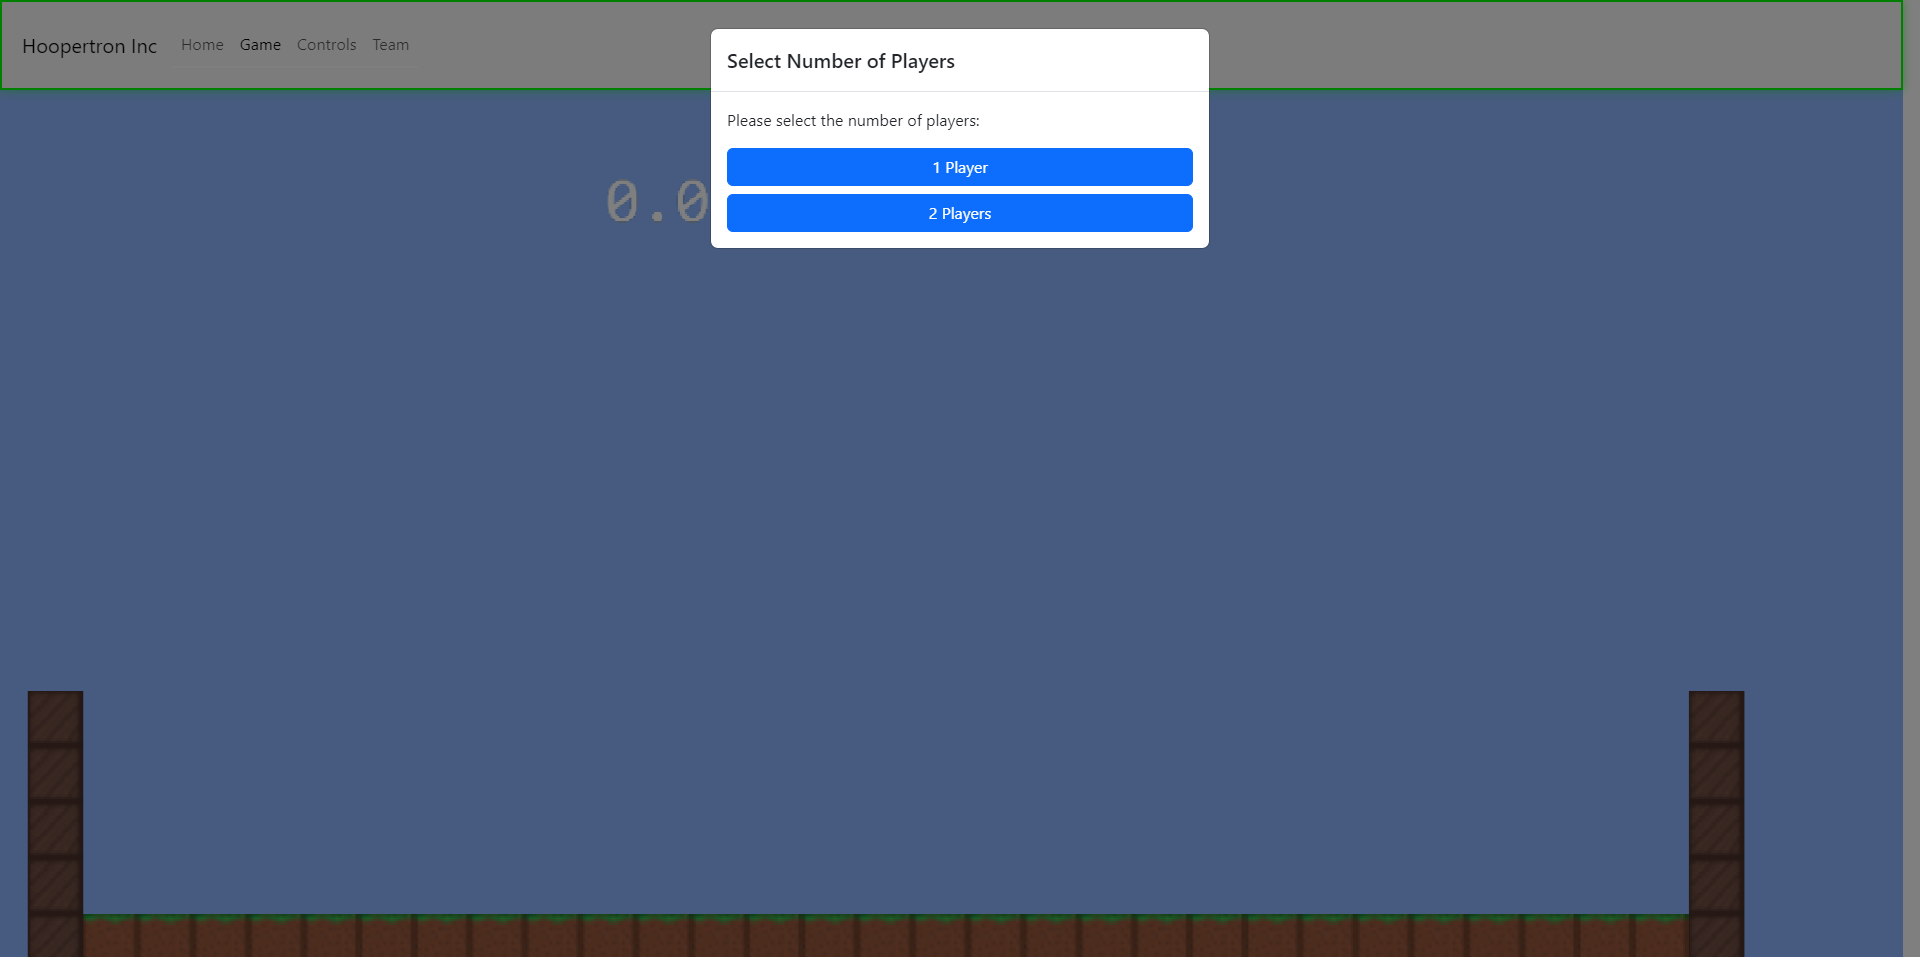 Hoopertron Inc Home Game Controls Team
Select Number of Players
Please select the number of players:
1 Player
2 Players
0.0